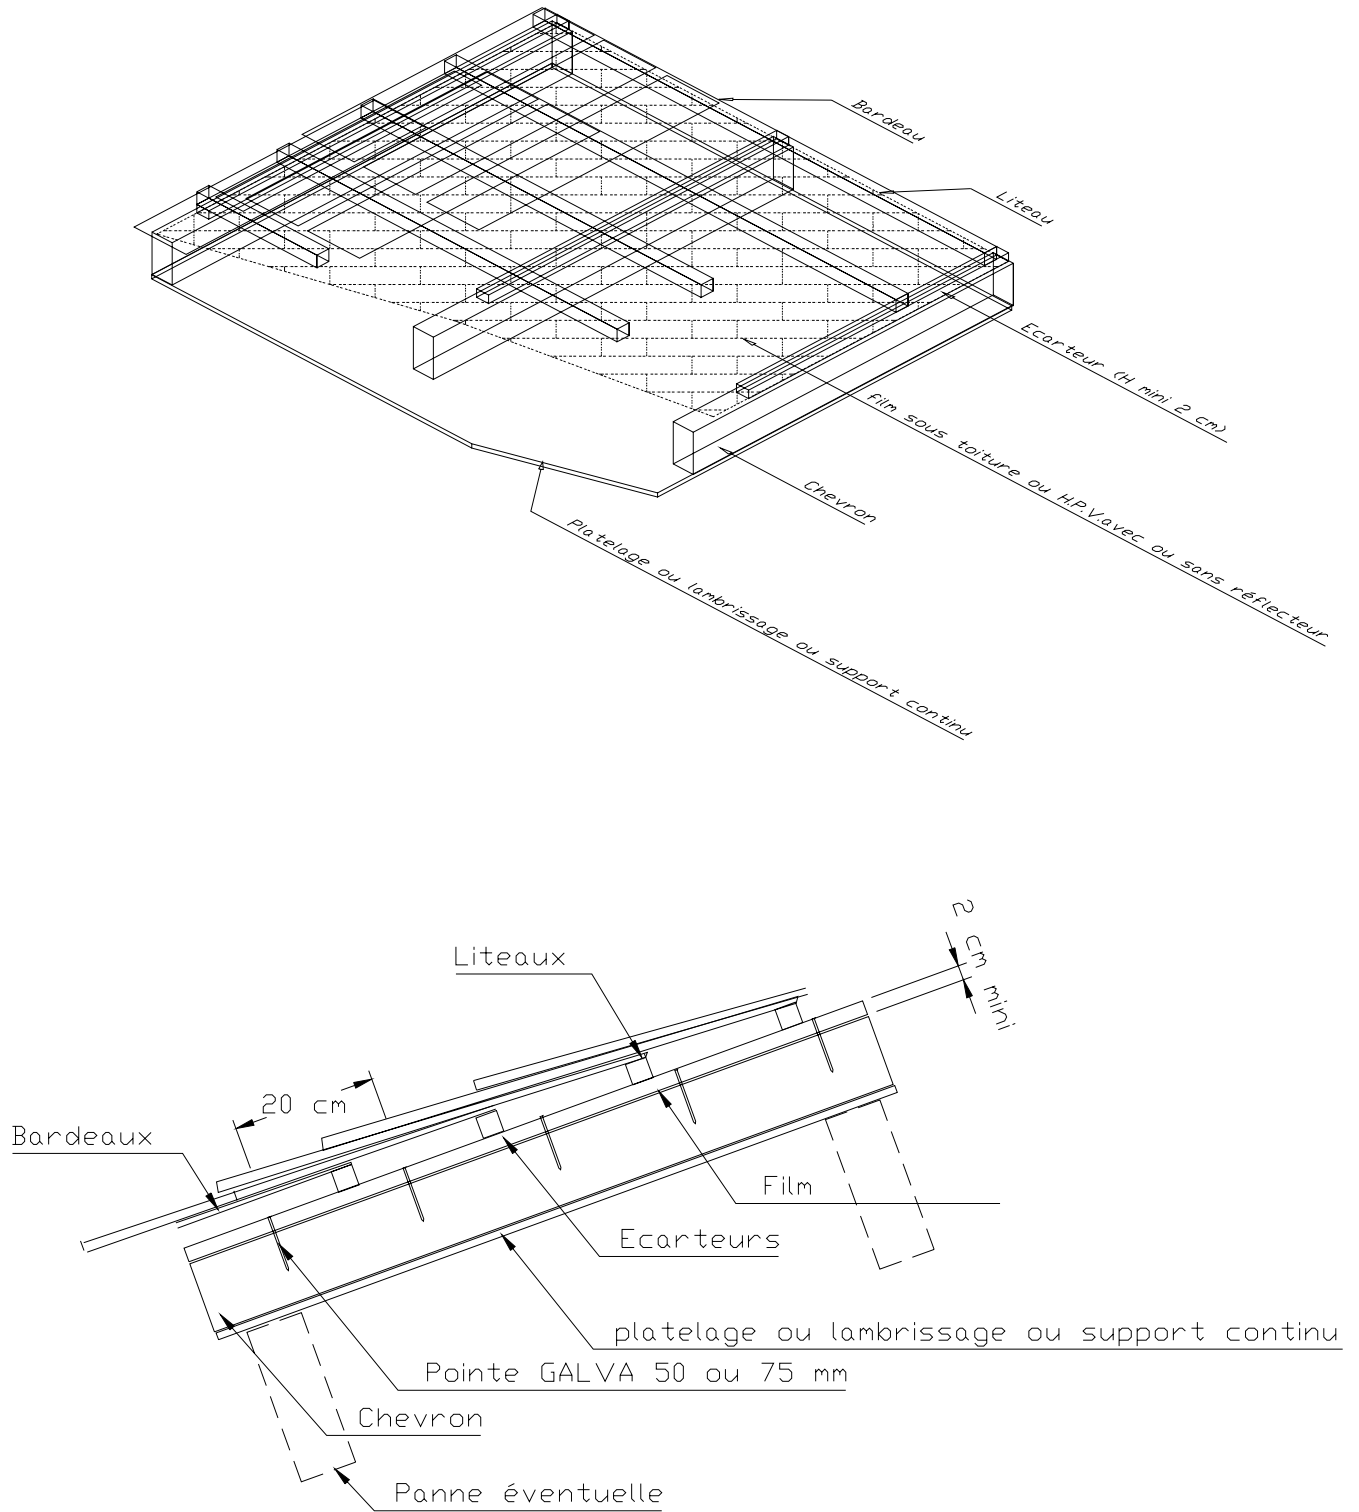 Bardeau
Liteau
Ecarteur (H mini 2 cm)
film sous toiture ou H.P.V.avec ou sans réflecteur
Chevron
Platelage ou lambrissage ou support continu
2 cm mini
Liteaux
20 cm
Bardeaux
Film
Ecarteurs
platelage ou lambrissage ou support continu
Pointe GALVA 50 ou 75 mm
Chevron
Panne éventuelle